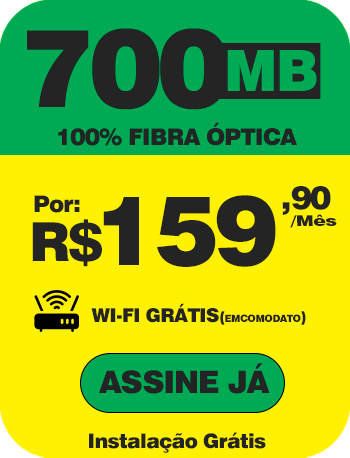 700MB
100% FIBRA ÓPTICA
Por:
R$159,90
/Mês
WI-FI GRÁTIS(EMCOMODATO)
ASSINE JÁ
Instalação Grátis